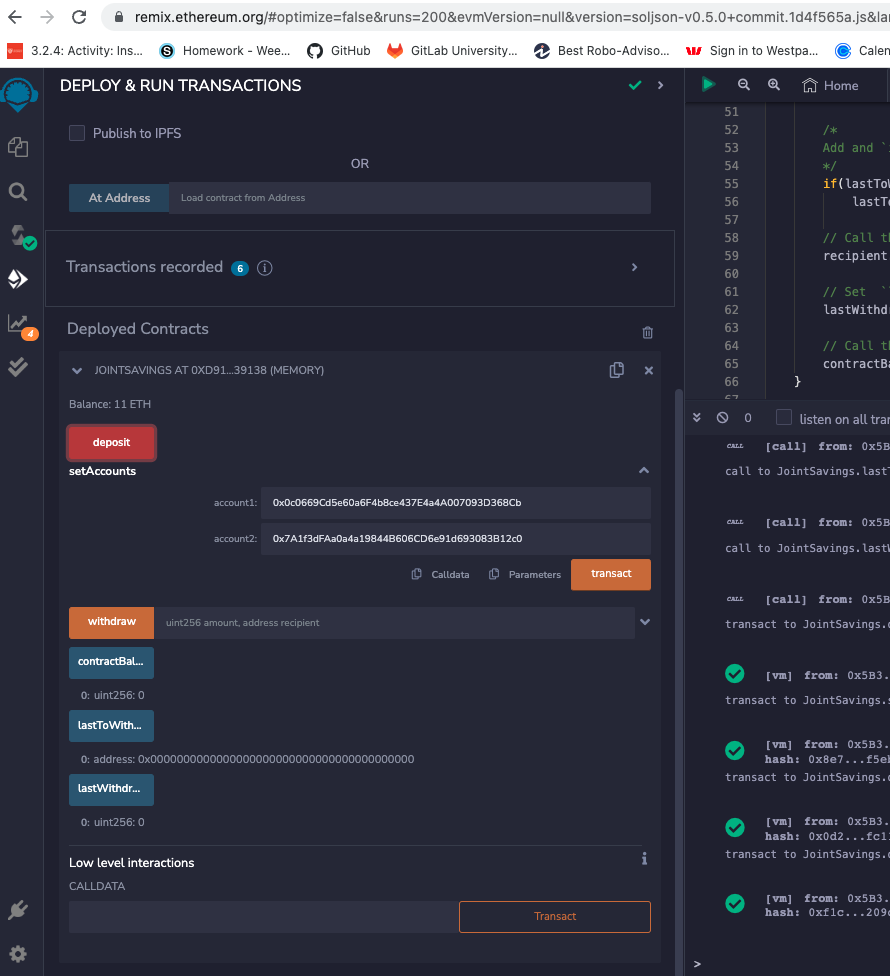 remix.ethereum.org/#optimize=false&runs=200&evmVersion=null&version=soljson-v0.5.0+commit.1d4f565a.js&la
3.2.4: Activity: Ins... Homework - Wee... GitHub GitLab University... Best Robo-Adviso... Sign in to Westpa... Calen
DEPLOY & RUN TRANSACTIONS
Publish to IPFS
OR
At Address Load contract from Address
Transactions recorded 6 i
Deployed Contracts
JOINTSAVINGS AT 0XD91...39138 (MEMORY)
Balance: 11 ETH
deposit
setAccounts
account1: 0x0c0669Cd5e60a6F4b8ce437E4a4A007093D368Cb
account2: 0x7A1f3dFAa0a4a19844B606CD6e91d693083B12c0
Calldata Parameters transact
withdraw uint256 amount, address recipient
contractBal...
0: uint256: 0
lastToWith...
0: address: 0x0000000000000000000000000000000000000000
lastWithdr...
0: uint256: 0
Low level interactions i
CALLDATA
Transact
4
Home
51
52 /*
53 Add and `
54 */
55 if(lastToW
56 lastTo
57
58 // Call th
59 recipient
60
61 // Set `
62 lastWithdr
63
64 // Call th
65 contractBa
66 }
67
0 listen on all tran
CALL [call] from: 0x5B
call to JointSavings.lastT
CALL [call] from: 0x5B
call to JointSavings.lastW
CALL [call] from: 0x5B
transact to JointSavings.
[vm] from: 0x5B3.
transact to JointSavings.s
[vm] from: 0x5B3.
hash: 0x8e7...f5e
transact to JointSavings.
[vm] from: 0x5B3.
hash: 0x0d2...fc1
transact to JointSavings.
[vm] from: 0x5B3.
hash: 0xf1c...209
>